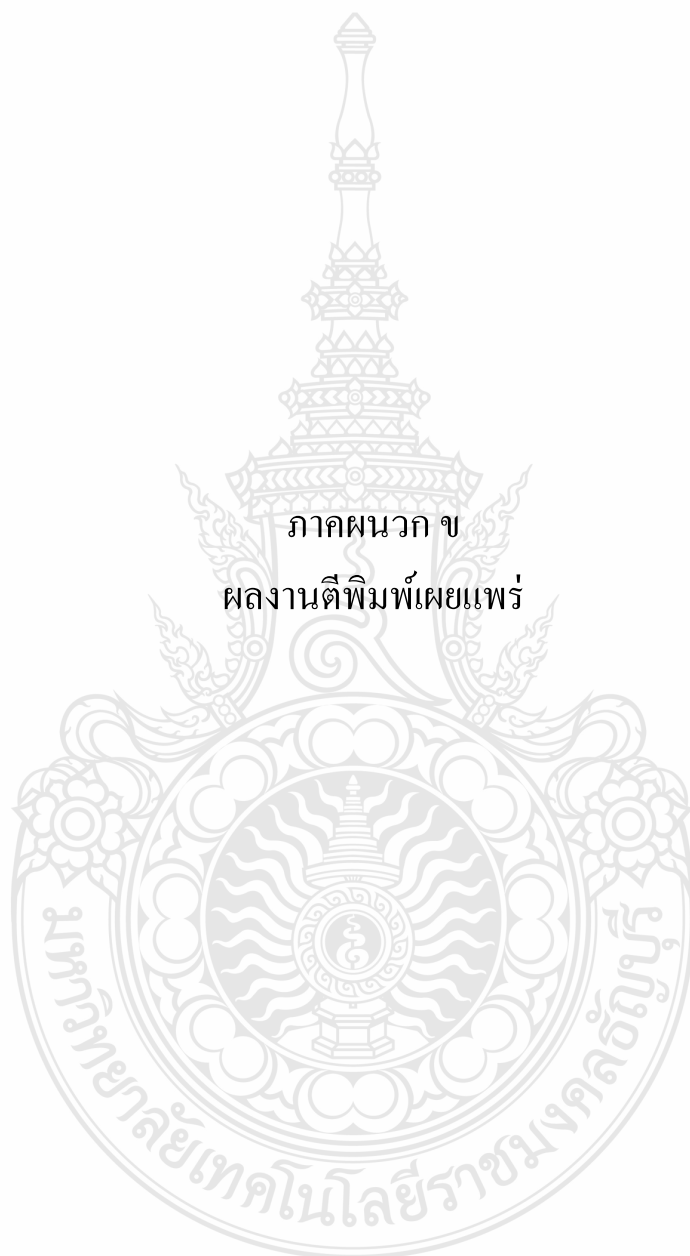 ภาคผนวก ข
ผลงานตีพิมพ์เผยแพร่
มหาวิทยาลัยเทคโนโลยีราชมงคลธัญบุรี